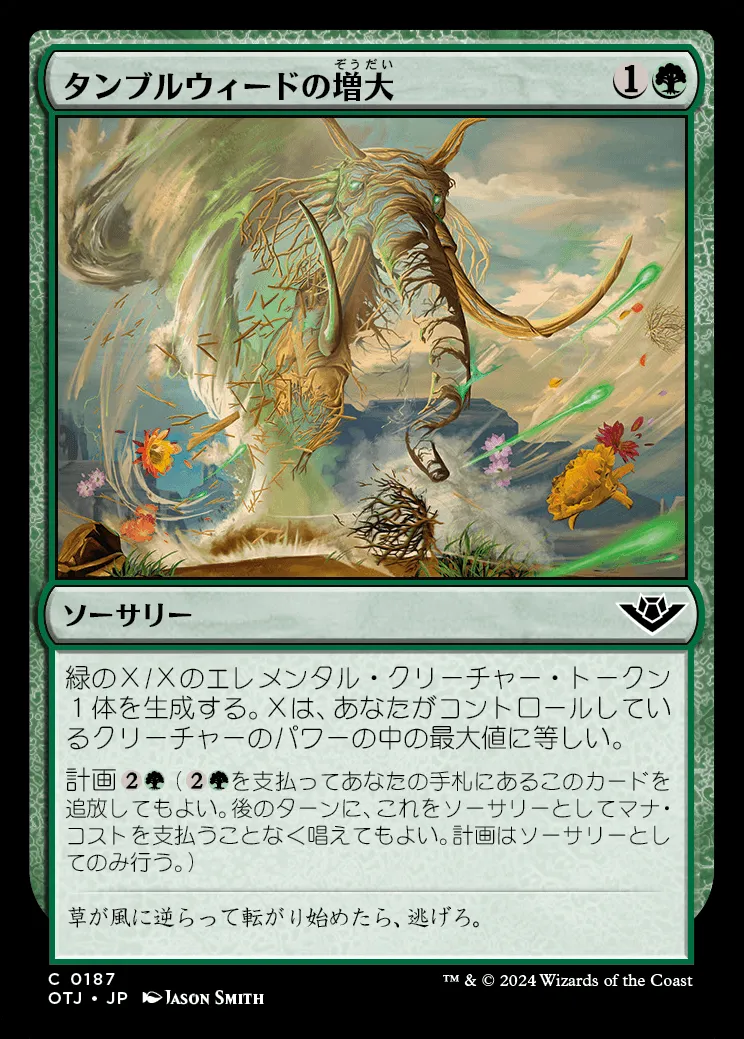 ぞうだい
タンブルウィードの増大 1
ソーサリー
緑のX/Xのエレメンタル・クリーチャー・トークン
1体を生成する。Xは、あなたがコントロールしてい
るクリーチャーのパワーの中の最大値に等しい。
計画 2 ( 2 を支払ってあなたの手札にあるこのカードを
追放してもよい。後のターンに、これをソーサリーとしてマナ・
コストを支払うことなく唱えてもよい。計画はソーサリーとし
てのみ行う。)
草が風に逆らって転がり始めたら、逃げろ。
C 0187
OTJ • JP JASON SMITH
™ & © 2024 Wizards of the Coast